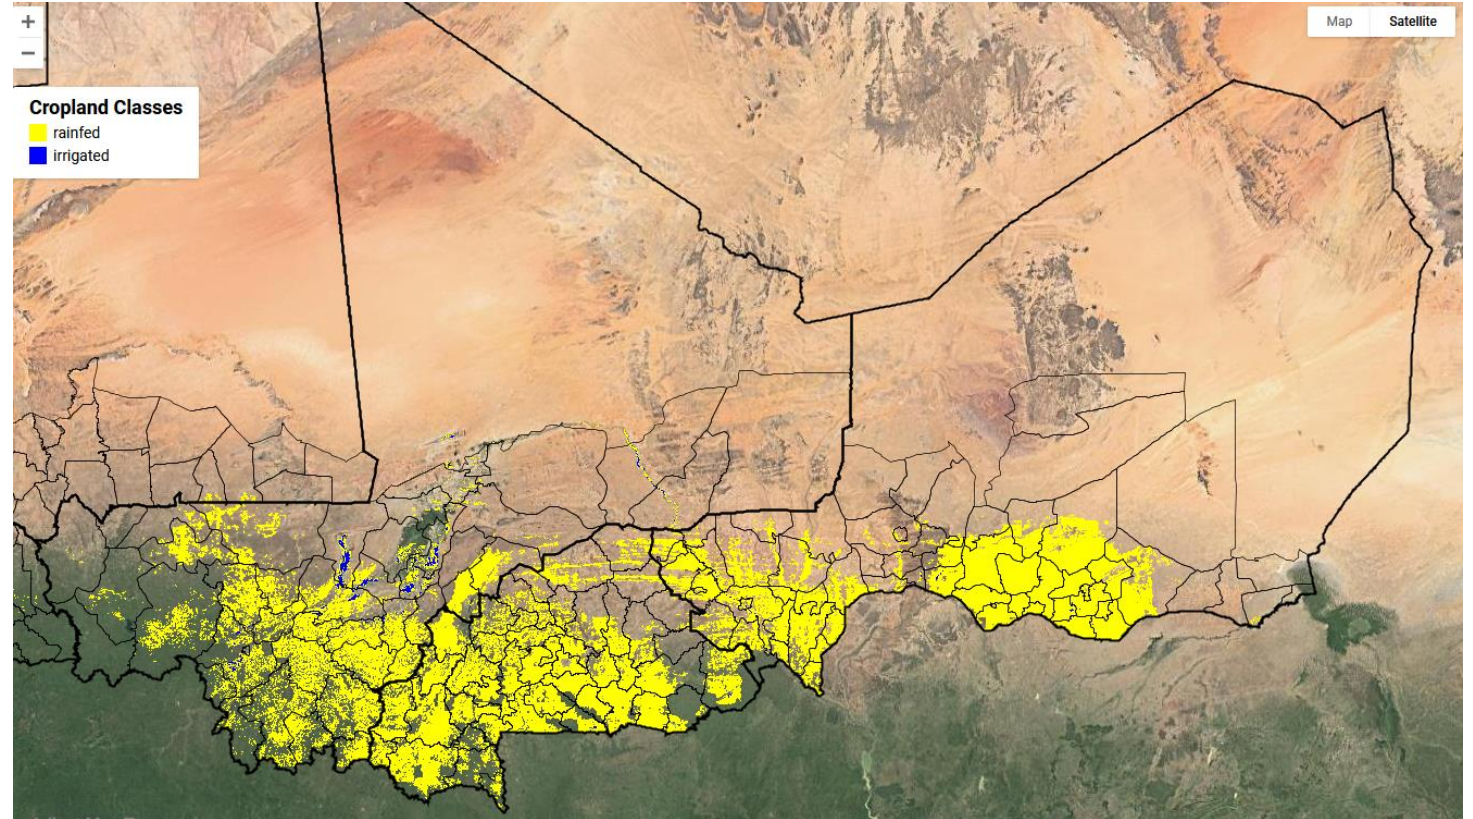 +
Map Satellite
−
Cropland Classes
rainfed
irrigated